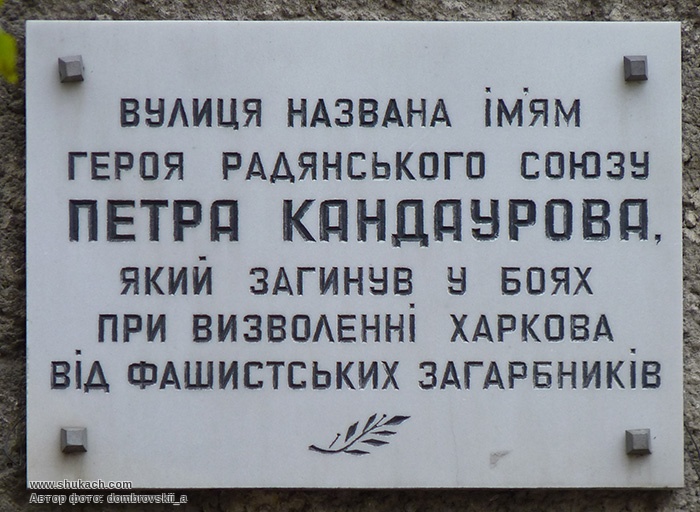 ВУЛИЦЯ НАЗВАНА ІМ'ЯМ
ГЕРОЯ РАДЯНСЬКОГО СОЮЗУ
ПЕТРА КАНДАУРОВА,
ЯКИЙ ЗАГИНУВ У БОЯХ
ПРИ ВИЗВОЛЕННІ ХАРКОВА
ВІД ФАШИСТСЬКИХ ЗАГАРБНИКІВ
www.shukach.com
Автор фото: dombrovskii_a